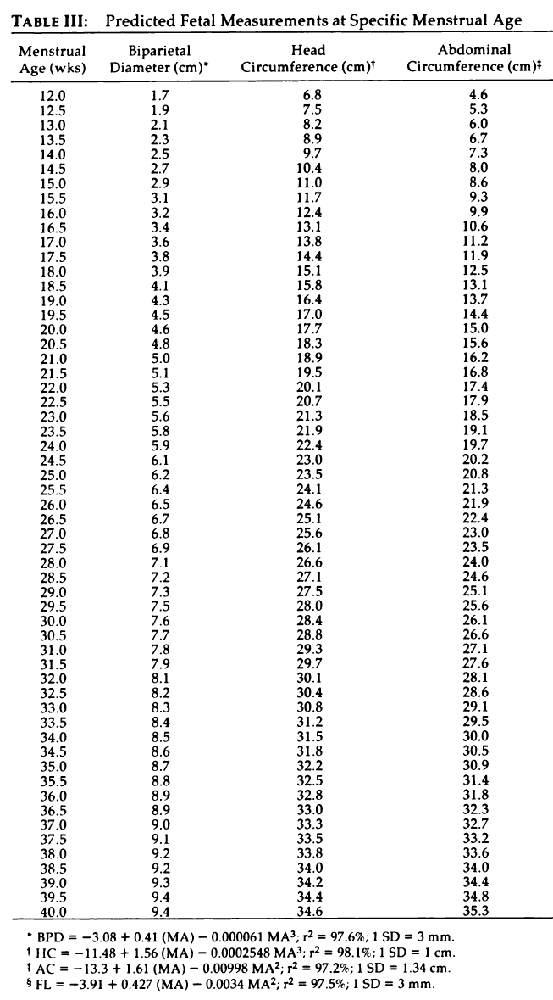 TABLE III: Predicted Fetal Measurements at Specific Menstrual Age
Menstrual Biparietal Head Abdominal
Age (wks) Diameter (cm)* Circumference (cm)† Circumference (cm)‡
12.0 1.7 6.8 4.6
12.5 1.9 7.5 5.3
13.0 2.1 8.2 6.0
13.5 2.3 8.9 6.7
14.0 2.5 9.7 7.3
14.5 2.7 10.4 8.0
15.0 2.9 11.0 8.6
15.5 3.1 11.7 9.3
16.0 3.2 12.4 9.9
16.5 3.4 13.1 10.6
17.0 3.6 13.8 11.2
17.5 3.8 14.4 11.9
18.0 3.9 15.1 12.5
18.5 4.1 15.8 13.1
19.0 4.3 16.4 13.7
19.5 4.5 17.0 14.4
20.0 4.6 17.7 15.0
20.5 4.8 18.3 15.6
21.0 5.0 18.9 16.2
21.5 5.1 19.5 16.8
22.0 5.3 20.1 17.4
22.5 5.5 20.7 17.9
23.0 5.6 21.3 18.5
23.5 5.8 21.9 19.1
24.0 5.9 22.4 19.7
24.5 6.1 23.0 20.2
25.0 6.2 23.5 20.8
25.5 6.4 24.1 21.3
26.0 6.5 24.6 21.9
26.5 6.7 25.1 22.4
27.0 6.8 25.6 23.0
27.5 6.9 26.1 23.5
28.0 7.1 26.6 24.0
28.5 7.2 27.1 24.6
29.0 7.3 27.5 25.1
29.5 7.5 28.0 25.6
30.0 7.6 28.4 26.1
30.5 7.7 28.8 26.6
31.0 7.8 29.3 27.1
31.5 7.9 29.7 27.6
32.0 8.1 30.1 28.1
32.5 8.2 30.4 28.6
33.0 8.3 30.8 29.1
33.5 8.4 31.2 29.5
34.0 8.5 31.5 30.0
34.5 8.6 31.8 30.5
35.0 8.7 32.2 30.9
35.5 8.8 32.5 31.4
36.0 8.9 32.8 31.8
36.5 8.9 33.0 32.3
37.0 9.0 33.3 32.7
37.5 9.1 33.5 33.2
38.0 9.2 33.8 33.6
38.5 9.2 34.0 34.0
39.0 9.3 34.2 34.4
39.5 9.4 34.4 34.8
40.0 9.4 34.6 35.3
* BPD = −3.08 + 0.41 (MA) − 0.000061 MA³; r² = 97.6%; 1 SD = 3 mm.
† HC = −11.48 + 1.56 (MA) − 0.0002548 MA³; r² = 98.1%; 1 SD = 1 cm.
‡ AC = −13.3 + 1.61 (MA) − 0.00998 MA²; r² = 97.2%; 1 SD = 1.34 cm.
§ FL = −3.91 + 0.427 (MA) − 0.0034 MA²; r² = 97.5%; 1 SD = 3 mm.